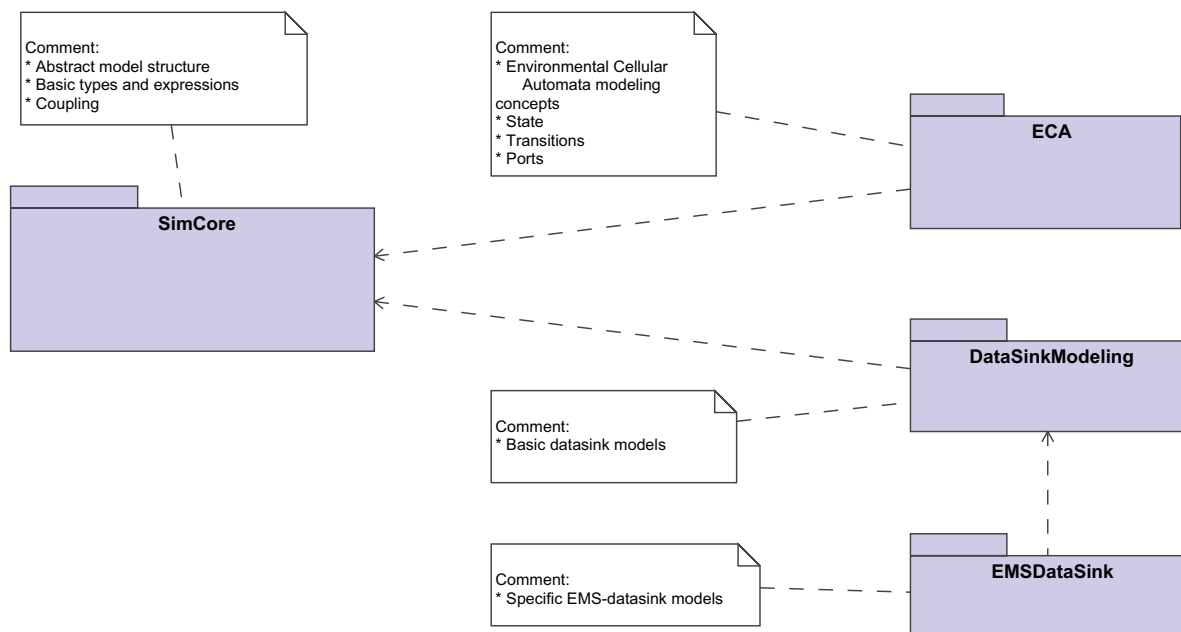 Comment:
* Abstract model structure
* Basic types and expressions
* Coupling
SimCore
Comment:
* Environmental Cellular
Automata modeling
concepts
* State
* Transitions
* Ports
ECA
DataSinkModeling
Comment:
* Basic datasink models
EMSDataSink
Comment:
* Specific EMS-datasink models